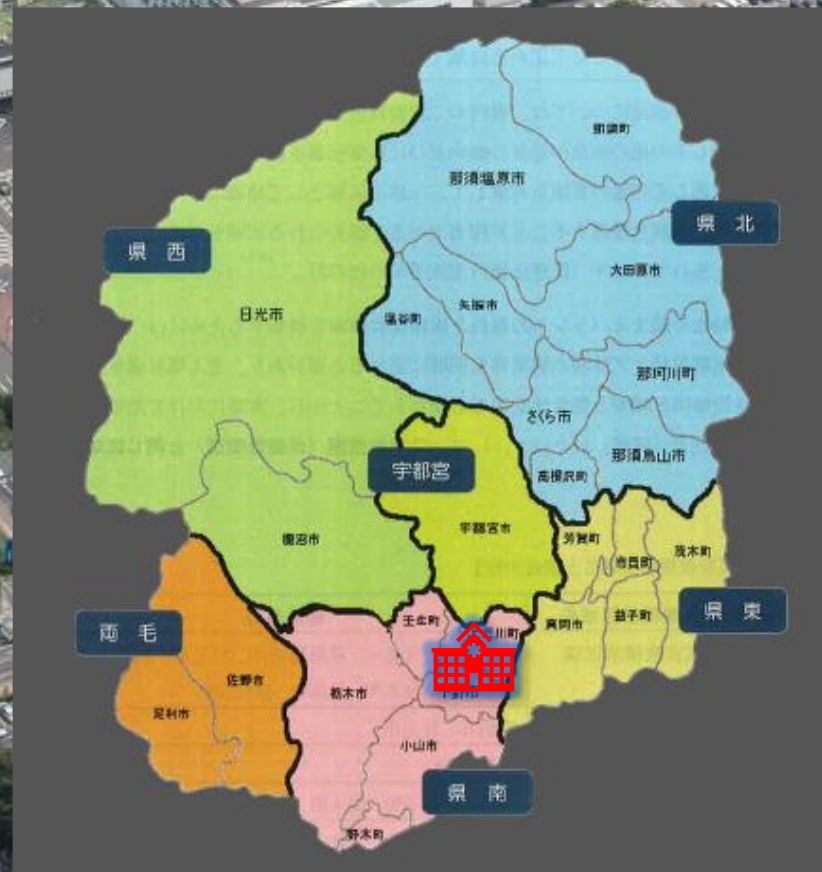 那須町
那須塩原市
県 北
県 西
大田原市
矢板市
日光市
塩谷町
那珂川町
さくら市
那須烏山市
宇都宮
高根沢町
宇都宮市
鹿沼市
芳賀町
茂木町
市貝町
県 東
壬生町
益子町
真岡市
川町
両 毛
佐野市
栃木市
足利市
小山市
県 南
野木町